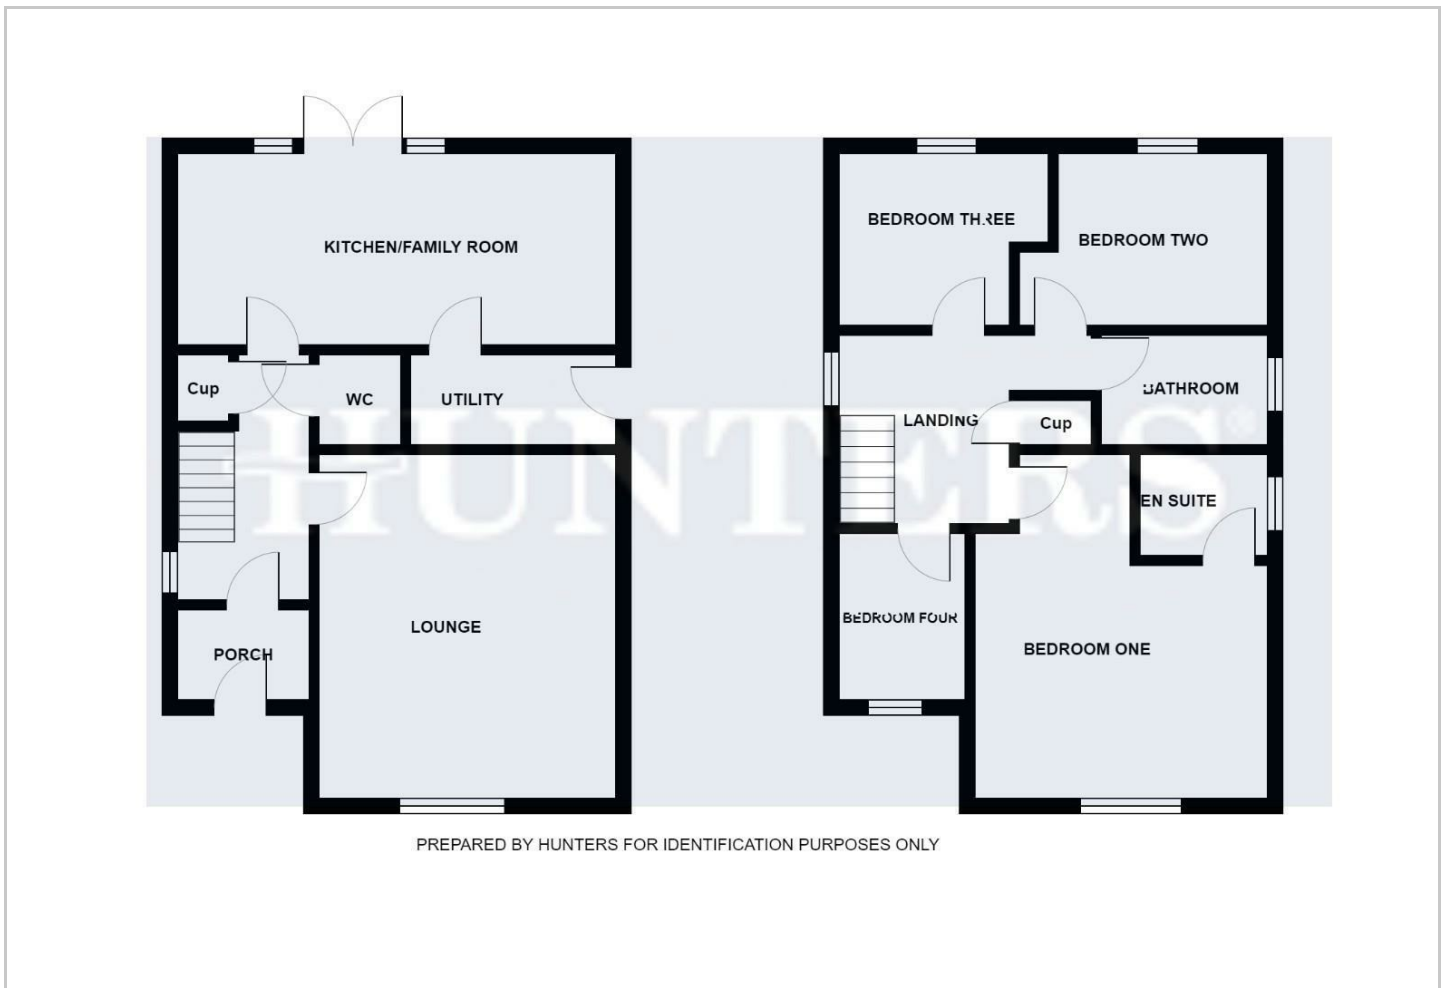 KITCHEN/FAMILY ROOM
Cup
WC
UTILITY
LOUNGE
PORCH
BEDROOM THREE
BEDROOM TWO
BATHROOM
LANDING
Cup
EN SUITE
BEDROOM FOUR
BEDROOM ONE
HUNTERS®
PREPARED BY HUNTERS FOR IDENTIFICATION PURPOSES ONLY